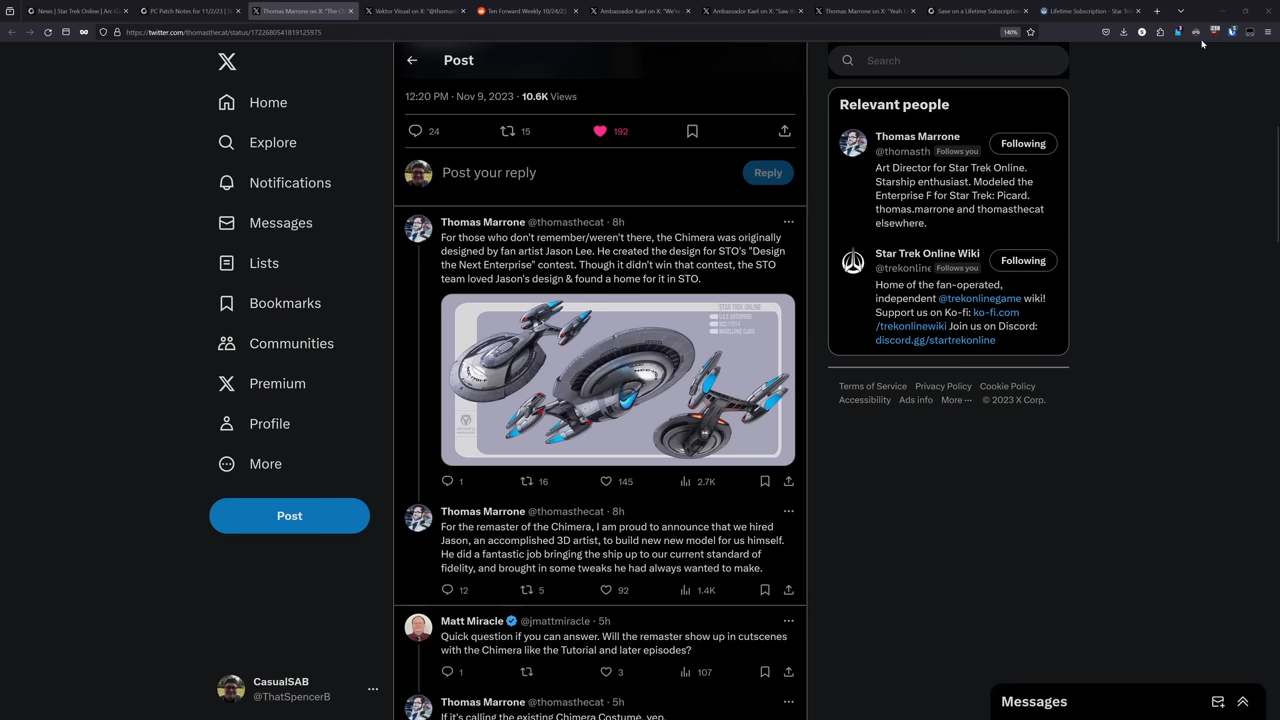 News | Star Trek Online | Arc G
PC Patch Notes for 11/2/23 | St
Thomas Marrone on X: "The C
Vektor Visual on X: "@thomast
Ten Forward Weekly 10/24/23
Ambassador Kael on X: "We're
Ambassador Kael on X: "Saw t
Thomas Marrone on X: "Yeah
Save on a Lifetime Subscription
Lifetime Subscription - Star Tre
https://twitter.com/thomasthecat/status/1722680541819125975
140%
Home
Explore
Notifications
Messages
Lists
Bookmarks
Communities
Premium
Profile
More
Post
CasualSAB
@ThatSpencerB
Post
12:20 PM · Nov 9, 2023 · 10.6K Views
24 15 192
Post your reply
Reply
Thomas Marrone @thomasthecat · 8h
For those who don't remember/weren't there, the Chimera was originally
designed by fan artist Jason Lee. He created the design for STO's "Design
the Next Enterprise" contest. Though it didn't win that contest, the STO
team loved Jason's design & found a home for it in STO.
STAR TREK ONLINE
1 16 145 2.7K
Thomas Marrone @thomasthecat · 8h
For the remaster of the Chimera, I am proud to announce that we hired
Jason, an accomplished 3D artist, to build new new model for us himself.
He did a fantastic job bringing the ship up to our current standard of
fidelity, and brought in some tweaks he had always wanted to make.
12 5 92 1.4K
Matt Miracle @jmattmiracle · 5h
Quick question if you can answer. Will the remaster show up in cutscenes
with the Chimera like the Tutorial and later episodes?
1 3 107
Thomas Marrone @thomasthecat · 5h
If it's calling the existing Chimera Costume, yep.
Search
Relevant people
Thomas Marrone
@thomasth Follows you
Following
Art Director for Star Trek Online.
Starship enthusiast. Modeled the
Enterprise F for Star Trek: Picard.
thomas.marrone and thomasthecat
elsewhere.
Star Trek Online Wiki
@trekonline Follows you
Following
Home of the fan-operated,
independent @trekonlinegame wiki!
Support us on Ko-fi: ko-fi.com
/trekonlinewiki Join us on Discord:
discord.gg/startrekonline
Terms of Service Privacy Policy Cookie Policy
Accessibility Ads info More ··· © 2023 X Corp.
Messages